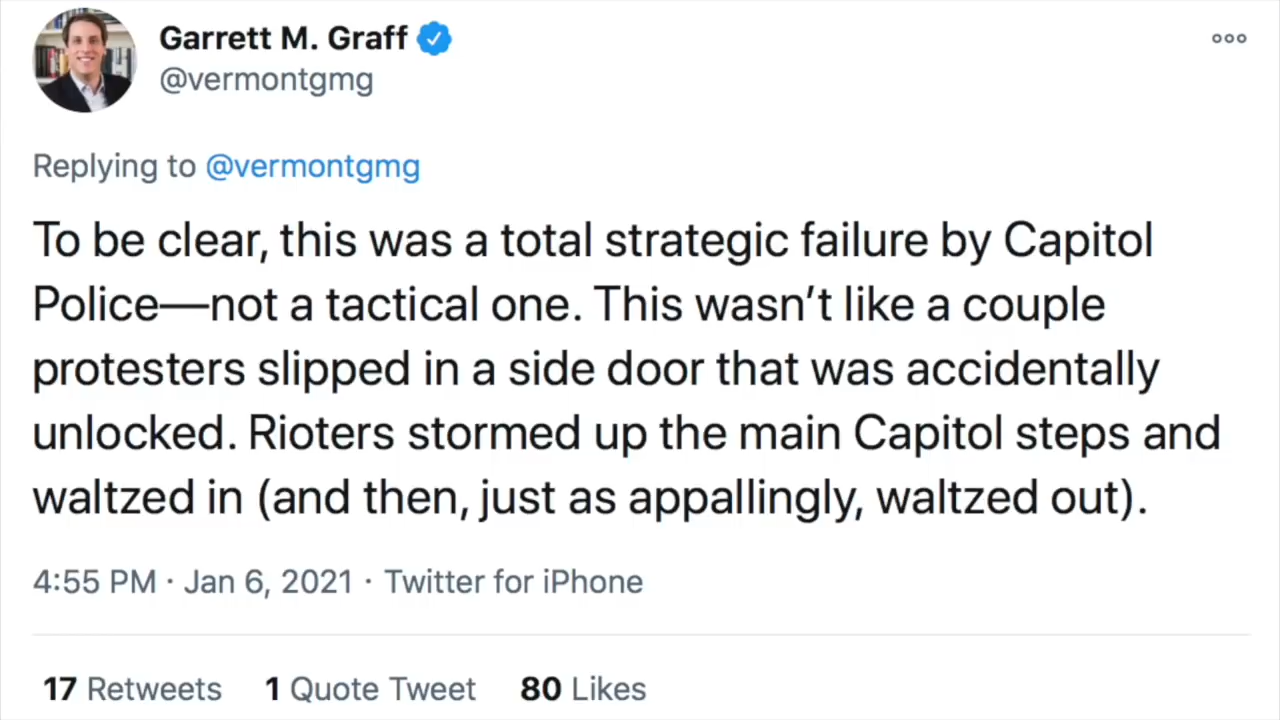 Garrett M. Graff
@vermontgmg
Replying to @vermontgmg
To be clear, this was a total strategic failure by Capitol
Police—not a tactical one. This wasn’t like a couple
protesters slipped in a side door that was accidentally
unlocked. Rioters stormed up the main Capitol steps and
waltzed in (and then, just as appallingly, waltzed out).
4:55 PM · Jan 6, 2021 · Twitter for iPhone
17 Retweets 1 Quote Tweet 80 Likes